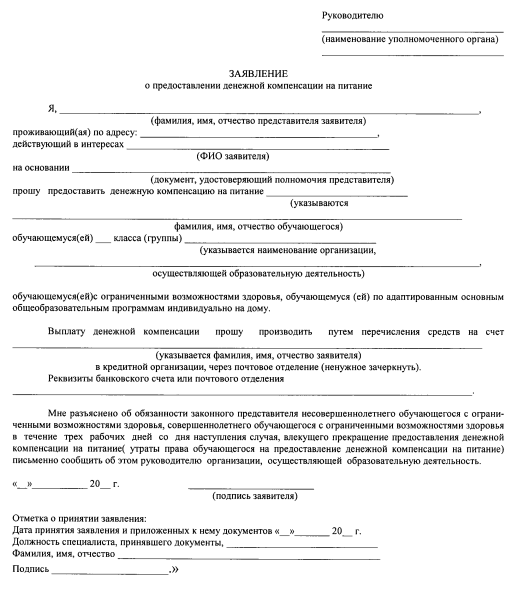 Руководителю
(наименование уполномоченного органа)
ЗАЯВЛЕНИЕ
о предоставлении денежной компенсации на питание
Я, ,
(фамилия, имя, отчество представителя заявителя)
проживающий(ая) по адресу: ,
действующий в интересах
(ФИО заявителя)
на основании
(документ, удостоверяющий полномочия представителя)
прошу предоставить денежную компенсацию на питание
(указываются
фамилия, имя, отчество обучающегося)
обучающемуся(ей) ___ класса (группы)
(указывается наименование организации,
,
осуществляющей образовательную деятельность)
обучающемуся(ей)с ограниченными возможностями здоровья, обучающемуся (ей) по адаптированным основным
общеобразовательным программам индивидуально на дому.
Выплату денежной компенсации прошу производить путем перечисления средств на счет
(указывается фамилия, имя, отчество заявителя)
в кредитной организации, через почтовое отделение (ненужное зачеркнуть).
Реквизиты банковского счета или почтового отделения
.
Мне разъяснено об обязанности законного представителя несовершеннолетнего обучающегося с ограни-
ченными возможностями здоровья, совершеннолетнего обучающегося с ограниченными возможностями здоровья
в течение трех рабочих дней со дня наступления случая, влекущего прекращение предоставления денежной
компенсации на питание( утраты права обучающегося на предоставление денежной компенсации на питание)
письменно сообщить об этом руководителю организации, осуществляющей образовательную деятельность.
«__»___________ 20__ г.
(подпись заявителя)
Отметка о принятии заявления:
Дата принятия заявления и приложенных к нему документов «__»_______ 20__ г.
Должность специалиста, принявшего документы,
Фамилия, имя, отчество
Подпись .»